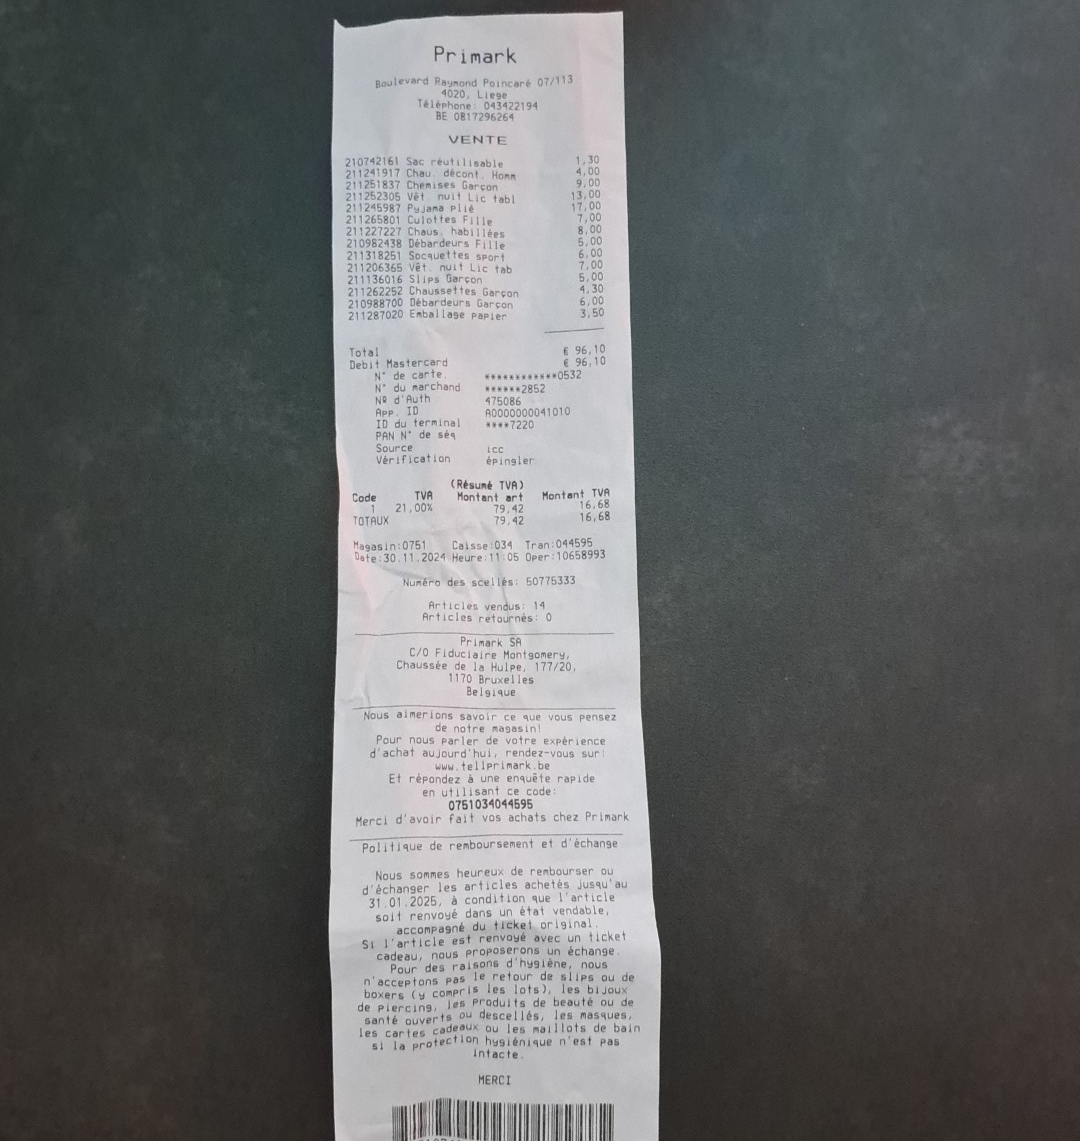 Primark
Boulevard Raymond Poincaré 07/113
4020, Liege
Téléphone: 043422194
BE 0817296264
VENTE
210742161 Sac réutilisable 1,30
211241917 Chau. décont. Homm 4,00
211251837 Chemises Garçon 9,00
211252305 Vêt. nuit Lic tabl 13,00
211245987 Pyjama plié 17,00
211265801 Culottes Fille 7,00
211227227 Chaus. habillées 8,00
210982438 Débardeurs Fille 5,00
211318251 Socquettes sport 6,00
211206365 Vêt. nuit Lic tab 7,00
211136016 Slips Garçon 5,00
211262252 Chaussettes Garçon 4,30
210988700 Débardeurs Garçon 6,00
211287020 Emballage papier 3,50
Total € 96,10
Debit Mastercard € 96,10
N° de carte. ************0532
N° du marchand ******2852
Nº d'Auth 475086
App. ID A0000000041010
ID du terminal ****7220
PAN N° de séq
Source icc
Vérification épingler
(Résumé TVA)
Code TVA Montant art Montant TVA
1 21,00% 79,42 16,68
TOTAUX 79,42 16,68
Magasin:0751 Caisse:034 Tran:044595
Date:30.11.2024 Heure:11:05 Oper:10658993
Numéro des scellés: 50775333
Articles vendus: 14
Articles retournés: 0
Primark SA
C/O Fiduciaire Montgomery,
Chaussée de la Hulpe, 177/20,
1170 Bruxelles
Belgique
Nous aimerions savoir ce que vous pensez
de notre magasin!
Pour nous parler de votre expérience
d'achat aujourd'hui, rendez-vous sur:
www.tellprimark.be
Et répondez à une enquête rapide
en utilisant ce code:
0751034044595
Merci d'avoir fait vos achats chez Primark
Politique de remboursement et d'échange
Nous sommes heureux de rembourser ou
d'échanger les articles achetés jusqu'au
31.01.2025, à condition que l'article
soit renvoyé dans un état vendable,
accompagné du ticket original.
Si l'article est renvoyé avec un ticket
cadeau, nous proposerons un échange.
Pour des raisons d'hygiène, nous
n'acceptons pas le retour de slips ou de
boxers (y compris les lots), les bijoux
de piercing, les produits de beauté ou de
santé ouverts ou descellés, les masques,
les cartes cadeaux ou les maillots de bain
si la protection hygiénique n'est pas
intacte.
MERCI